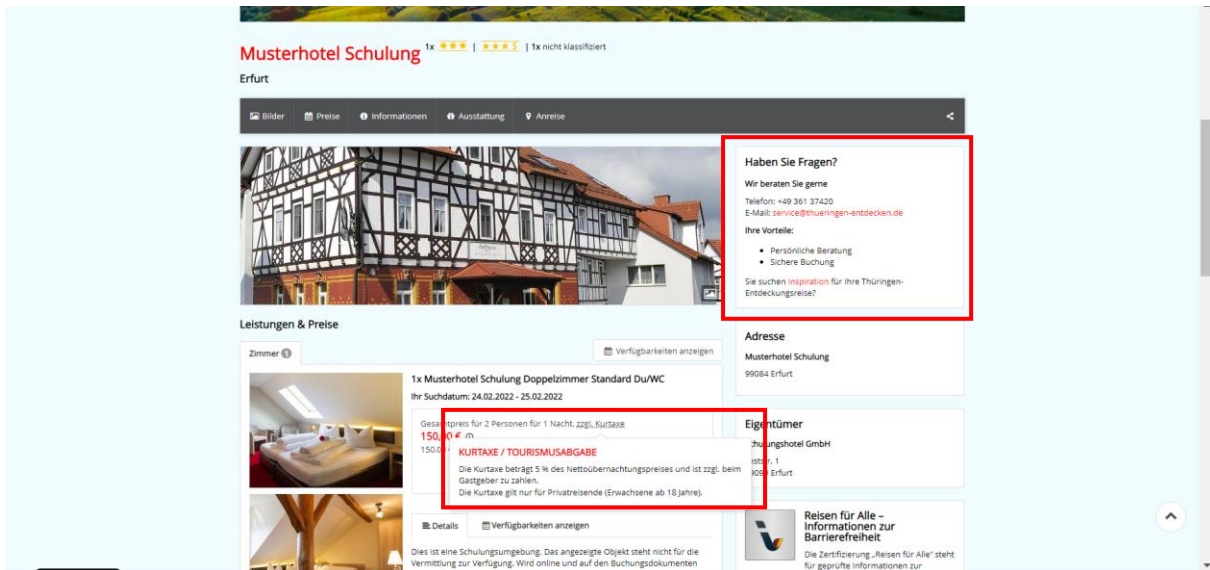 Musterhotel Schulung 1x *** | ***S | 1x nicht klassifiziert
Erfurt
Bilder Preise Informationen Ausstattung Anreise
Haben Sie Fragen?
Wir beraten Sie gerne
Telefon: +49 361 37420
E-Mail: service@thueringen-entdecken.de
Ihre Vorteile:
• Persönliche Beratung
• Sichere Buchung
Sie suchen Inspiration für Ihre Thüringen-
Entdeckungsreise?
Leistungen & Preise
Zimmer 1
Verfügbarkeiten anzeigen
1x Musterhotel Schulung Doppelzimmer Standard Du/WC
Ihr Suchdatum: 24.02.2022 - 25.02.2022
Gesamtpreis für 2 Personen für 1 Nacht, zzgl. Kurtaxe
150,00 €
150,00
KURTAXE / TOURISMUSABGABE
Die Kurtaxe beträgt 5 % des Nettoübernachtungspreises und ist zzgl. beim
Gastgeber zu zahlen.
Die Kurtaxe gilt nur für Privatreisende (Erwachsene ab 18 Jahre).
Details Verfügbarkeiten anzeigen
Dies ist eine Schulungsumgebung. Das angezeigte Objekt steht nicht für die
Vermittlung zur Verfügung. Wird online und auf den Buchungsdokumenten
Adresse
Musterhotel Schulung
99084 Erfurt
Eigentümer
Schulungshotel GmbH
1
Erfurt
Reisen für Alle –
Informationen zur
Barrierefreiheit
Die Zertifizierung „Reisen für Alle" steht
für geprüfte Informationen zur